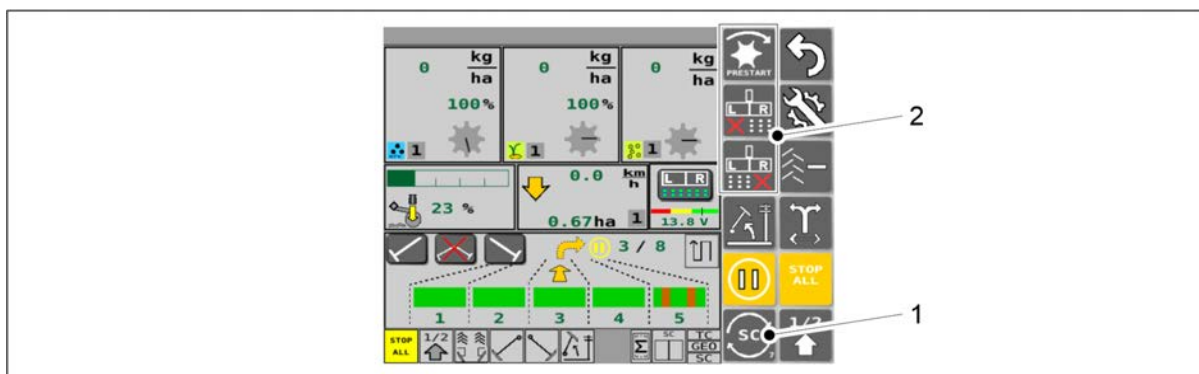 kg
ha
0
100%
1
kg
ha
0
100%
1
kg
ha
0
1
PRESTART
L R
L R
2
23 %
0.0 km
h
0.67ha 1
L R
13.8 V
3 / 8
1 2 3 4 5
STOP
ALL
SC
1/2
1
STOP
ALL
1/2
Σ
SC
TC
GEO
SC